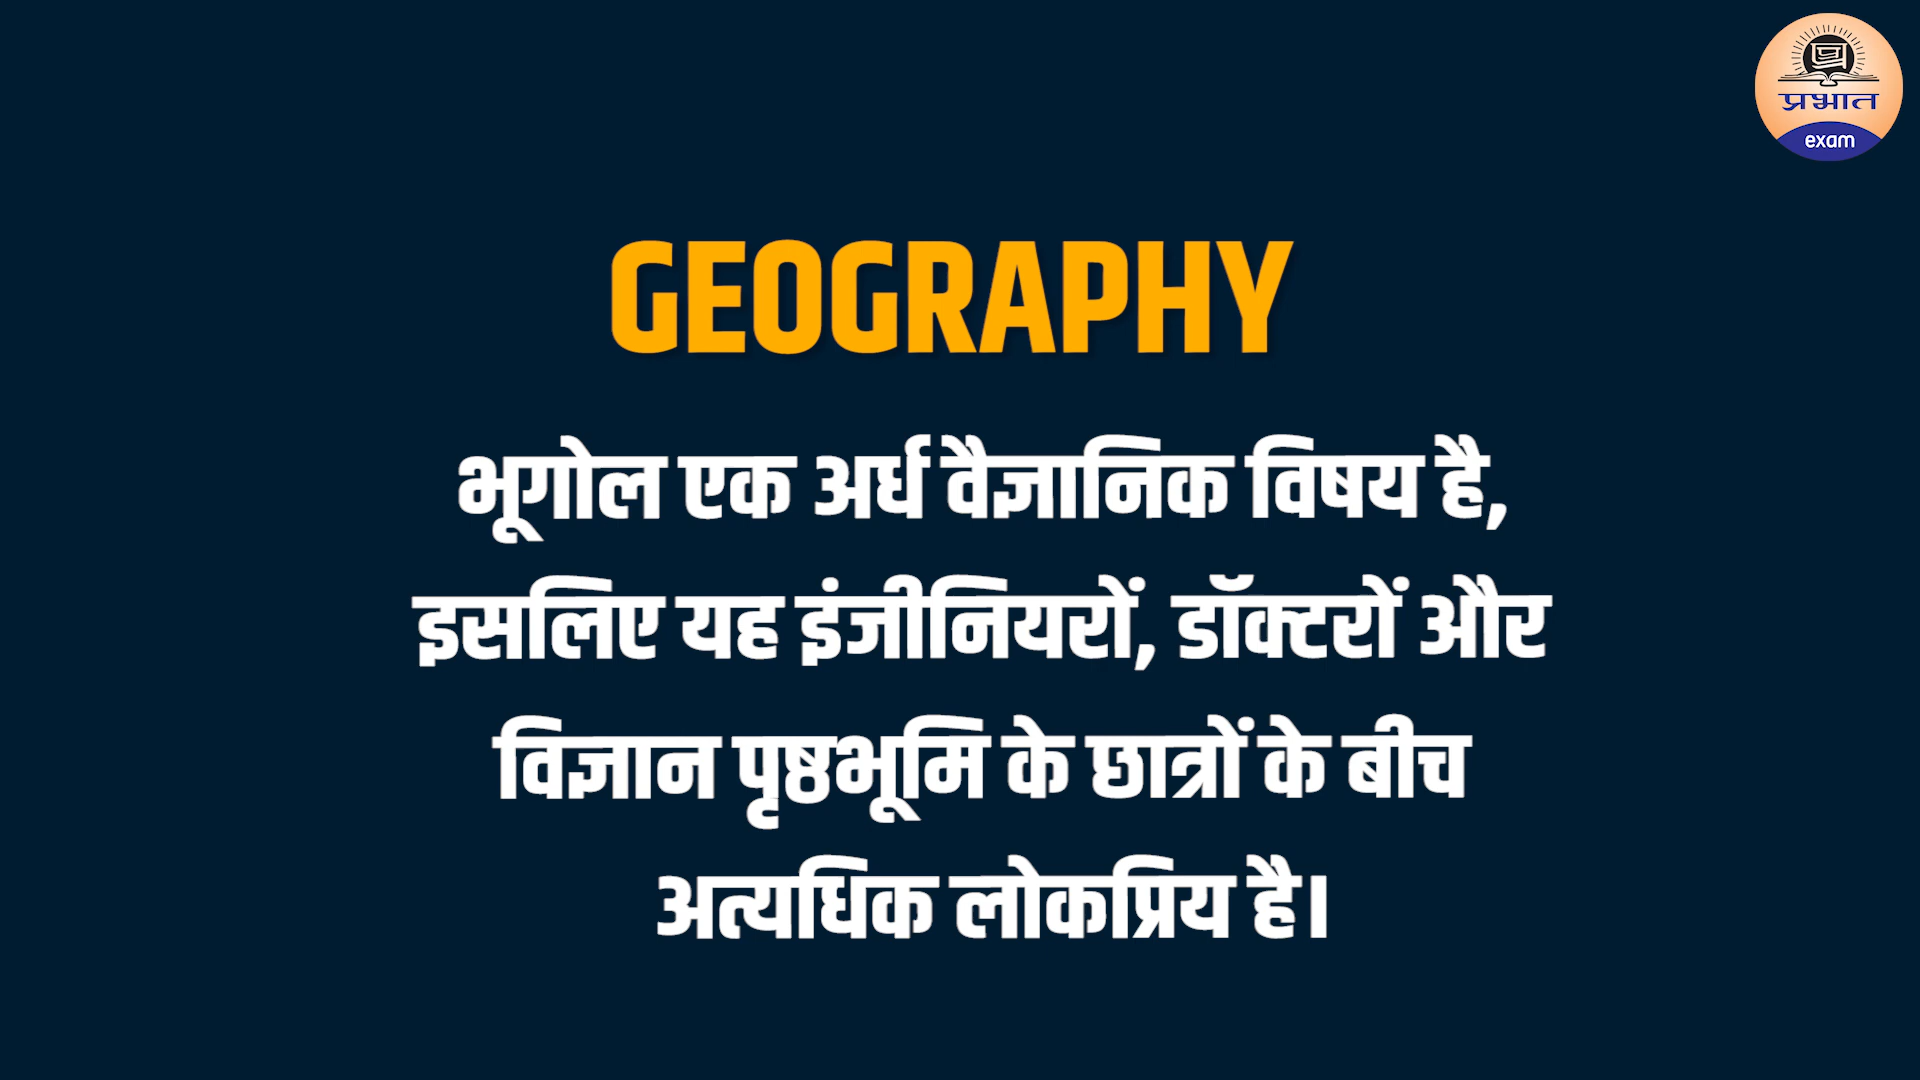 प्रभात
exam
GEOGRAPHY
भूगोल एक अर्ध वैज्ञानिक विषय है,
इसलिए यह इंजीनियरों, डॉक्टरों और
विज्ञान पृष्ठभूमि के छात्रों के बीच
अत्यधिक लोकप्रिय है।